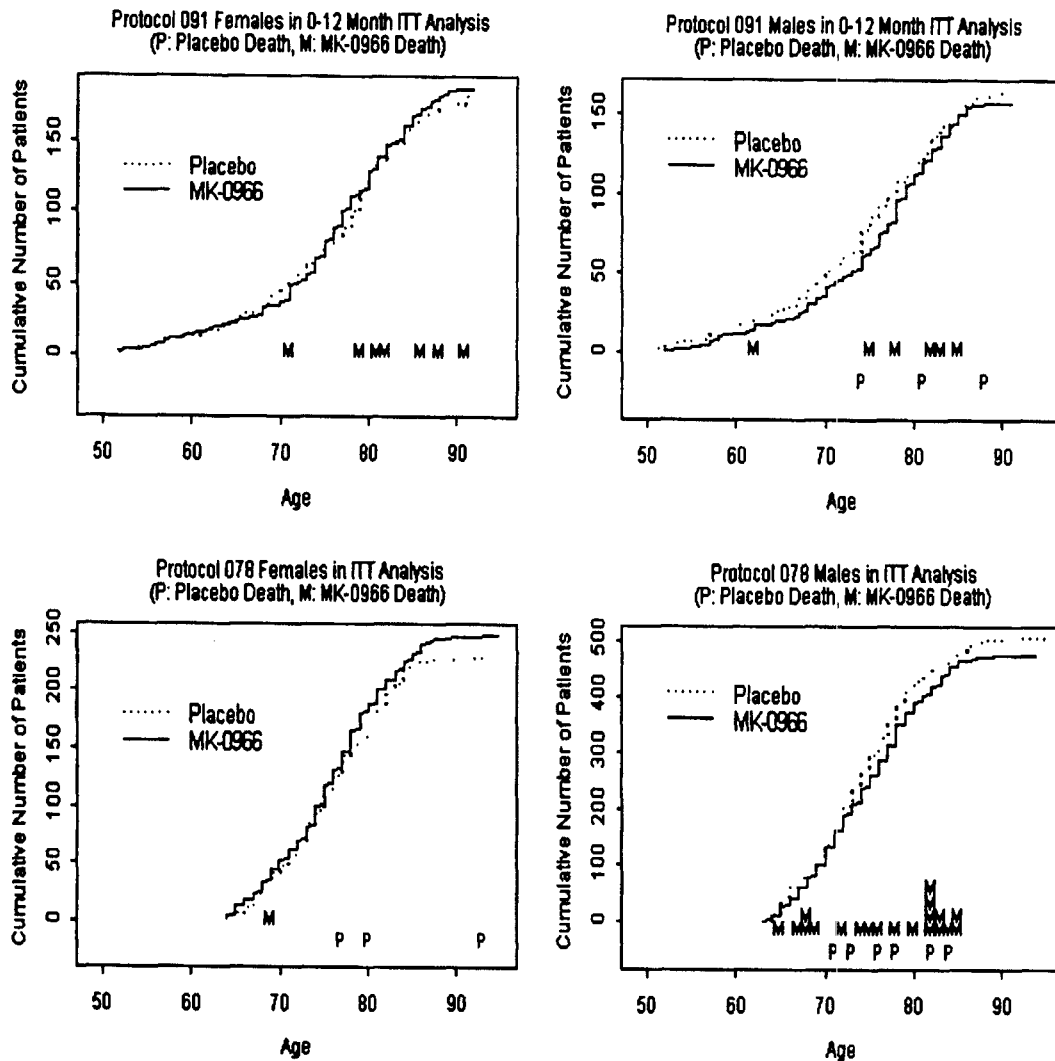 Protocol 091 Females in 0-12 Month ITT Analysis
(P: Placebo Death, M: MK-0966 Death)
Cumulative Number of Patients
150
100
50
0
Placebo
MK-0966
M M M M M M M
50 60 70 80 90
Age
Protocol 091 Males in 0-12 Month ITT Analysis
(P: Placebo Death, M: MK-0966 Death)
Cumulative Number of Patients
150
100
50
0
Placebo
MK-0966
M M M M M M
P P P
50 60 70 80 90
Age
Protocol 078 Females in ITT Analysis
(P: Placebo Death, M: MK-0966 Death)
Cumulative Number of Patients
250
200
150
100
50
0
Placebo
MK-0966
M
P P P
50 60 70 80 90
Age
Protocol 078 Males in ITT Analysis
(P: Placebo Death, M: MK-0966 Death)
Cumulative Number of Patients
500
400
300
200
100
0
Placebo
MK-0966
M
M
M M M M
M M M M M M M M M M M M M
P P P P P P
50 60 70 80 90
Age